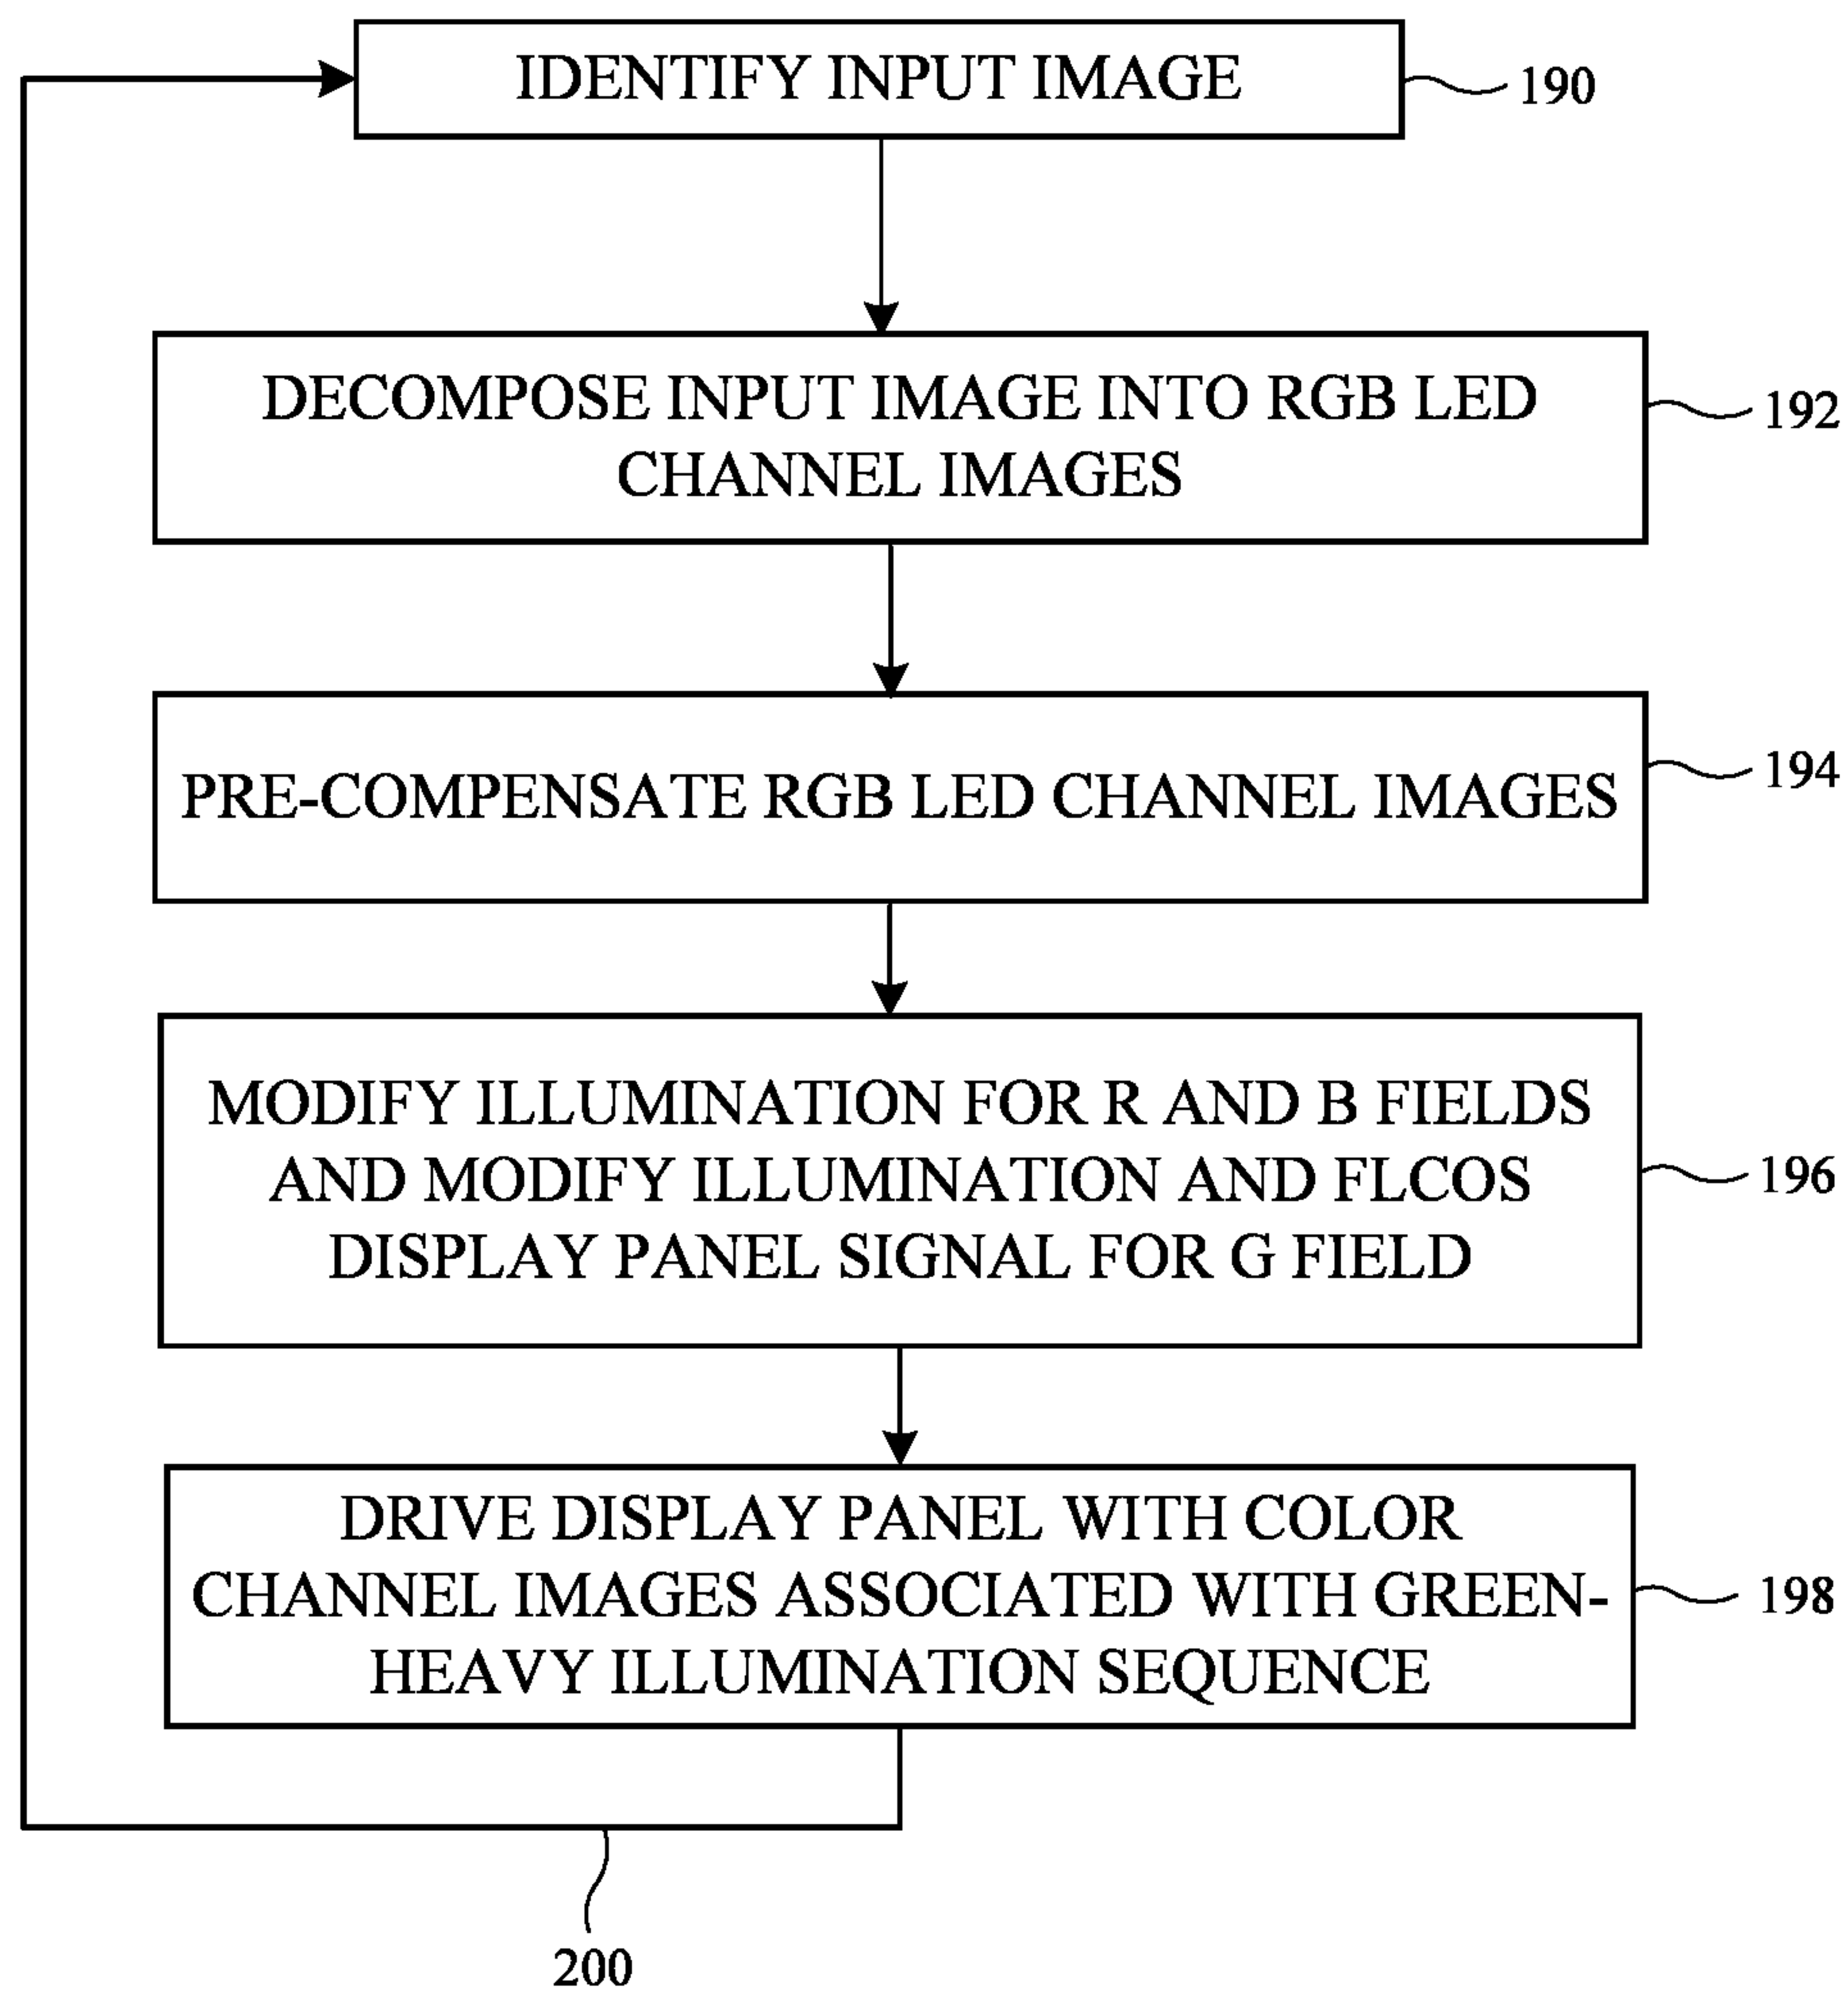 IDENTIFY INPUT IMAGE
190
DECOMPOSE INPUT IMAGE INTO RGB LED
CHANNEL IMAGES
192
PRE-COMPENSATE RGB LED CHANNEL IMAGES
194
MODIFY ILLUMINATION FOR R AND B FIELDS
AND MODIFY ILLUMINATION AND FLCOS
DISPLAY PANEL SIGNAL FOR G FIELD
196
DRIVE DISPLAY PANEL WITH COLOR
CHANNEL IMAGES ASSOCIATED WITH GREEN-
HEAVY ILLUMINATION SEQUENCE
198
200